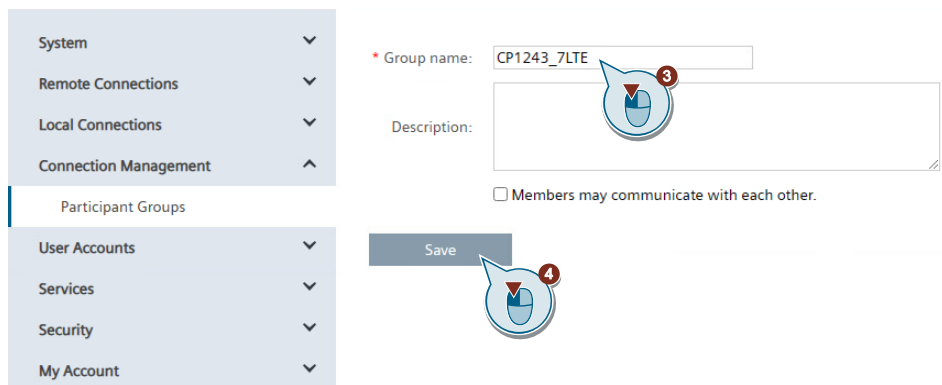 System
Remote Connections
Local Connections
Connection Management
Participant Groups
User Accounts
Services
Security
My Account
* Group name: CP1243_7LTE
3
Description:
Members may communicate with each other.
Save
4